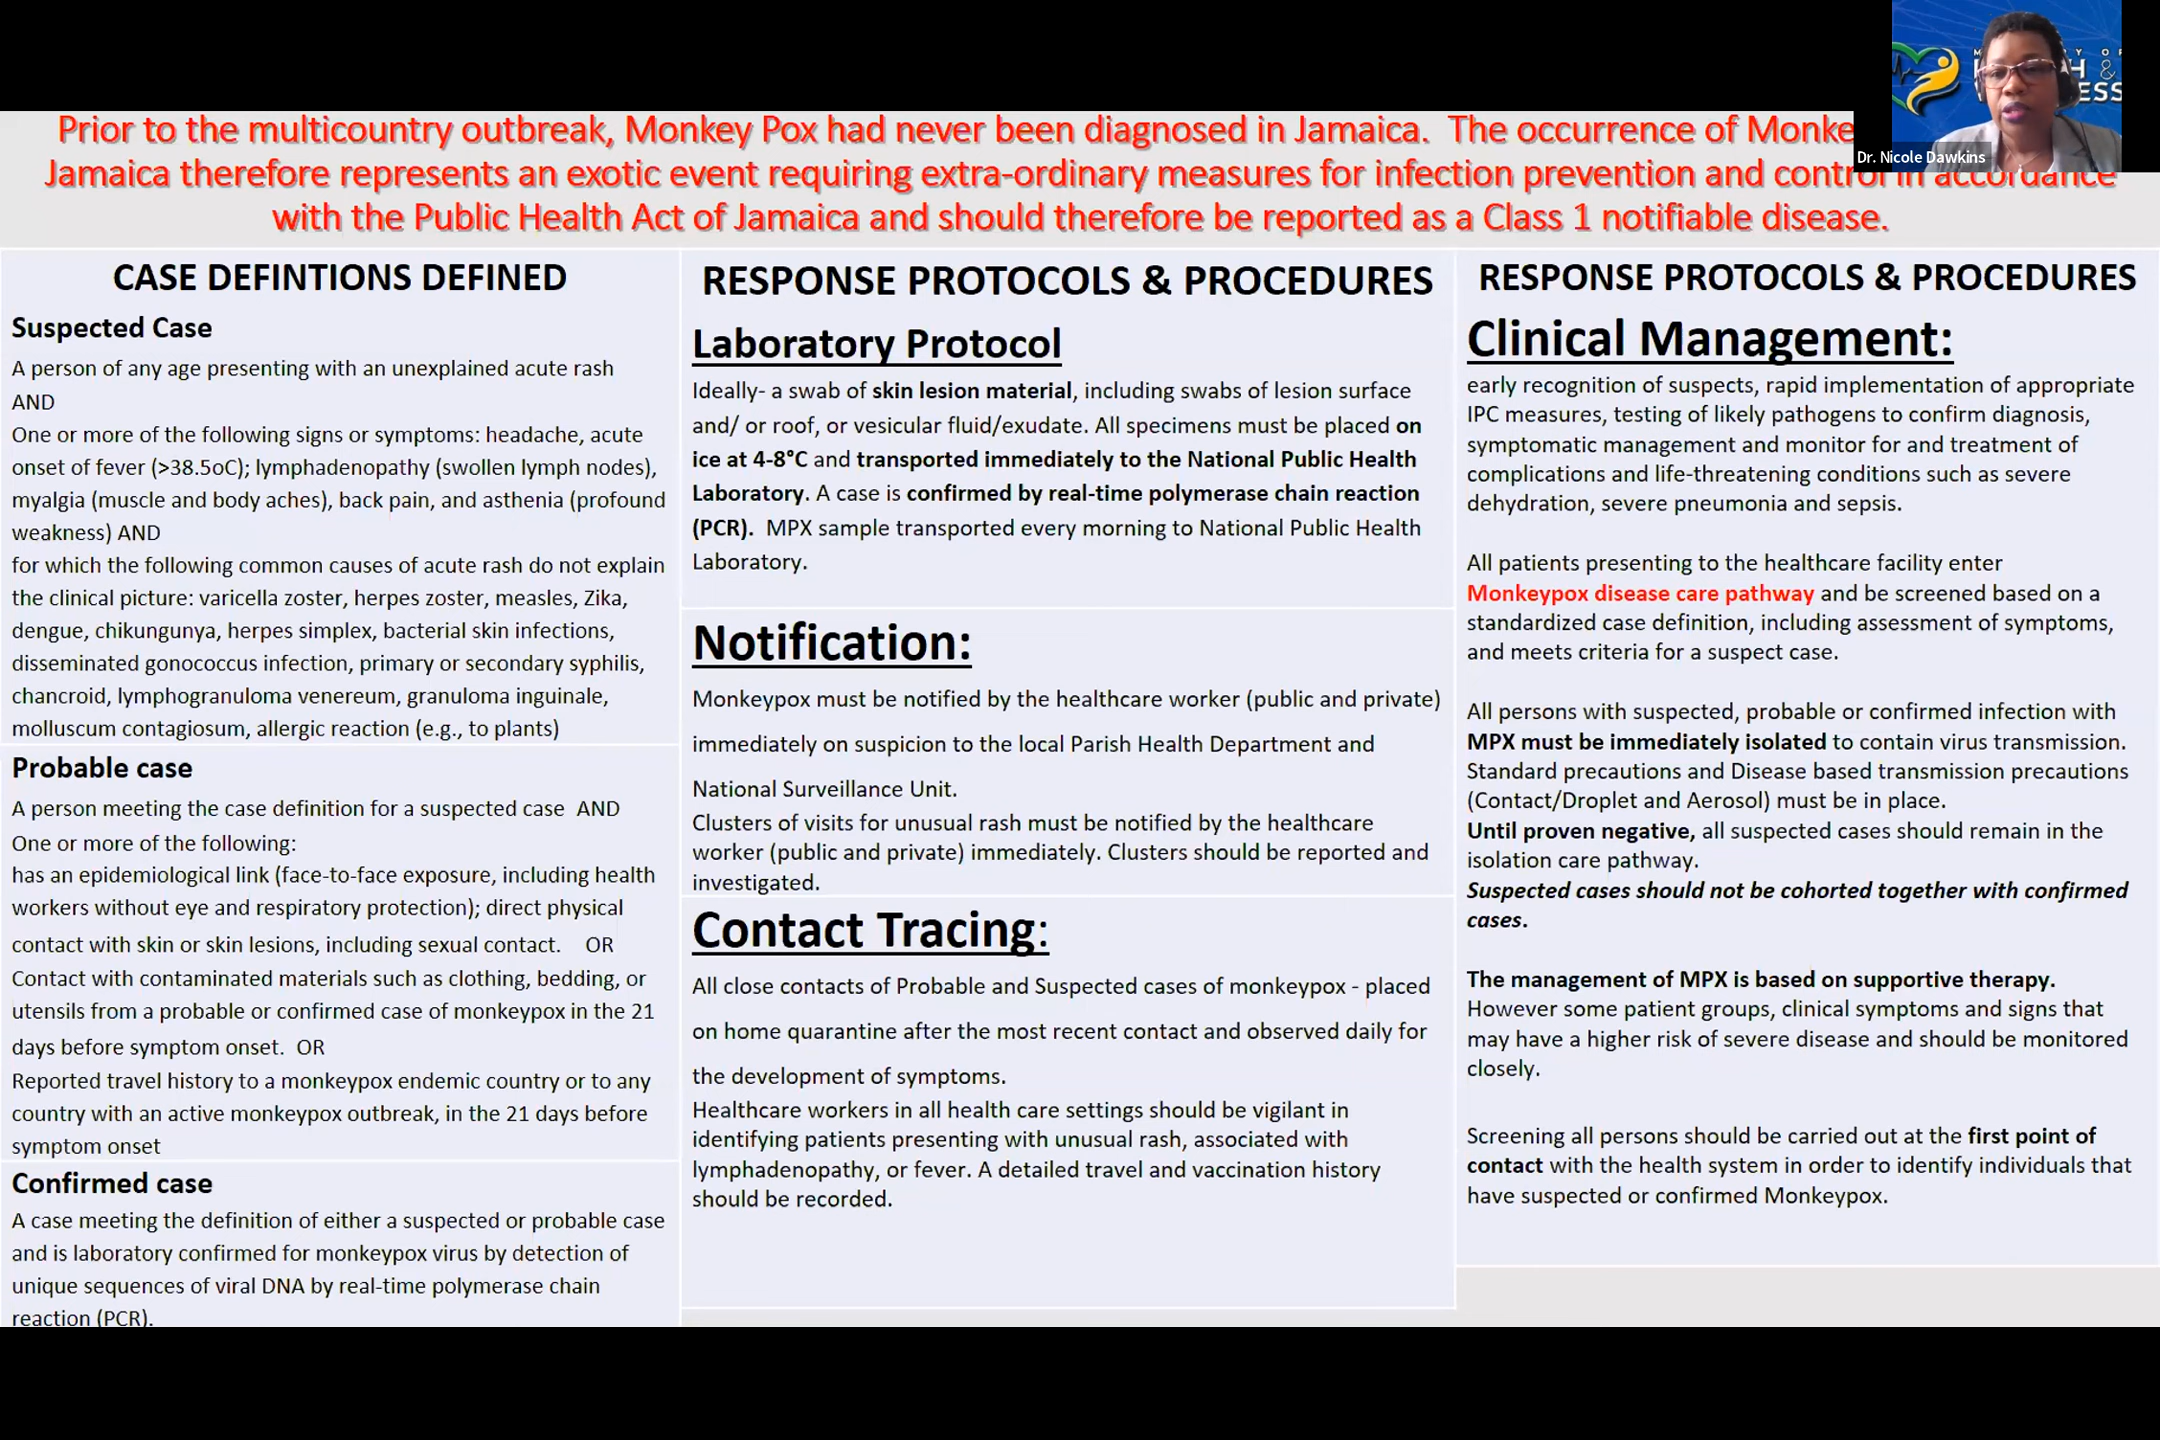 Prior to the multicountry outbreak, Monkey Pox had never been diagnosed in Jamaica.  The occurrence of
Jamaica therefore represents an exotic event requiring extra-ordinary measures for infection prevention and control in accordance
with the Public Health Act of Jamaica and should therefore be reported as a Class 1 notifiable disease.
Dr. Nicole Dawkins
CASE DEFINTIONS DEFINED
Suspected Case
A person of any age presenting with an unexplained acute rash
AND
One or more of the following signs or symptoms: headache, acute
onset of fever (>38.5oC); lymphadenopathy (swollen lymph nodes),
myalgia (muscle and body aches), back pain, and asthenia (profound
weakness) AND
for which the following common causes of acute rash do not explain
the clinical picture: varicella zoster, herpes zoster, measles, Zika,
dengue, chikungunya, herpes simplex, bacterial skin infections,
disseminated gonococcus infection, primary or secondary syphilis,
chancroid, lymphogranuloma venereum, granuloma inguinale,
molluscum contagiosum, allergic reaction (e.g., to plants)
Probable case
A person meeting the case definition for a suspected case  AND
One or more of the following:
has an epidemiological link (face-to-face exposure, including health
workers without eye and respiratory protection); direct physical
contact with skin or skin lesions, including sexual contact.    OR
Contact with contaminated materials such as clothing, bedding, or
utensils from a probable or confirmed case of monkeypox in the 21
days before symptom onset.  OR
Reported travel history to a monkeypox endemic country or to any
country with an active monkeypox outbreak, in the 21 days before
symptom onset
Confirmed case
A case meeting the definition of either a suspected or probable case
and is laboratory confirmed for monkeypox virus by detection of
unique sequences of viral DNA by real-time polymerase chain
reaction (PCR).
RESPONSE PROTOCOLS & PROCEDURES
Laboratory Protocol
Ideally- a swab of skin lesion material, including swabs of lesion surface
and/ or roof, or vesicular fluid/exudate. All specimens must be placed on
ice at 4-8°C and transported immediately to the National Public Health
Laboratory. A case is confirmed by real-time polymerase chain reaction
(PCR).  MPX sample transported every morning to National Public Health
Laboratory.
Notification:
Monkeypox must be notified by the healthcare worker (public and private)
immediately on suspicion to the local Parish Health Department and
National Surveillance Unit.
Clusters of visits for unusual rash must be notified by the healthcare
worker (public and private) immediately. Clusters should be reported and
investigated.
Contact Tracing:
All close contacts of Probable and Suspected cases of monkeypox - placed
on home quarantine after the most recent contact and observed daily for
the development of symptoms.
Healthcare workers in all health care settings should be vigilant in
identifying patients presenting with unusual rash, associated with
lymphadenopathy, or fever. A detailed travel and vaccination history
should be recorded.
RESPONSE PROTOCOLS & PROCEDURES
Clinical Management:
early recognition of suspects, rapid implementation of appropriate
IPC measures, testing of likely pathogens to confirm diagnosis,
symptomatic management and monitor for and treatment of
complications and life-threatening conditions such as severe
dehydration, severe pneumonia and sepsis.
All patients presenting to the healthcare facility enter
Monkeypox disease care pathway and be screened based on a
standardized case definition, including assessment of symptoms,
and meets criteria for a suspect case.
All persons with suspected, probable or confirmed infection with
MPX must be immediately isolated to contain virus transmission.
Standard precautions and Disease based transmission precautions
(Contact/Droplet and Aerosol) must be in place.
Until proven negative, all suspected cases should remain in the
isolation care pathway.
Suspected cases should not be cohorted together with confirmed
cases.
The management of MPX is based on supportive therapy.
However some patient groups, clinical symptoms and signs that
may have a higher risk of severe disease and should be monitored
closely.
Screening all persons should be carried out at the first point of
contact with the health system in order to identify individuals that
have suspected or confirmed Monkeypox.